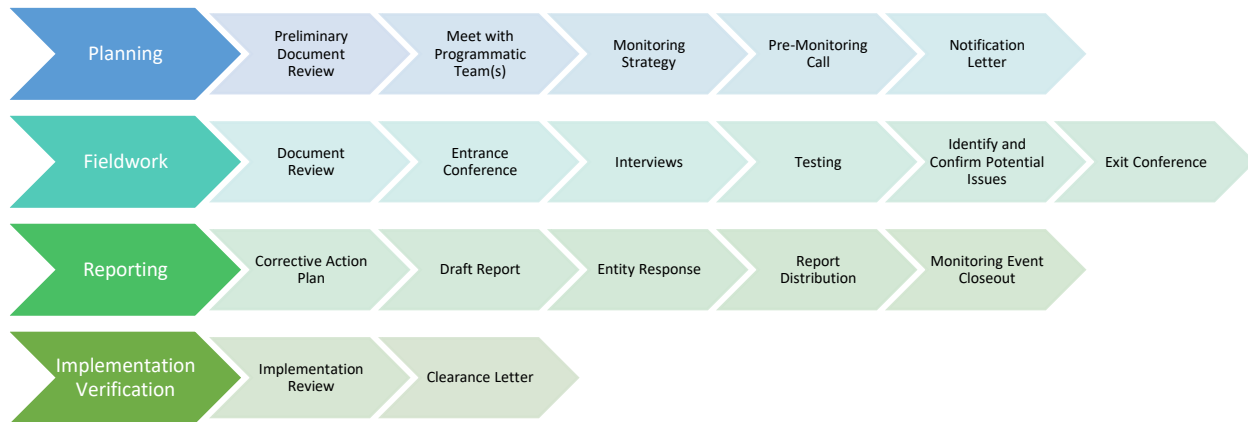 Planning
Preliminary
Document
Review
Meet with
Programmatic
Team(s)
Monitoring
Strategy
Pre-Monitoring
Call
Notification
Letter
Fieldwork
Document
Review
Entrance
Conference
Interviews
Testing
Identify and
Confirm Potential
Issues
Exit Conference
Reporting
Corrective Action
Plan
Draft Report
Entity Response
Report
Distribution
Monitoring Event
Closeout
Implementation
Verification
Implementation
Review
Clearance Letter